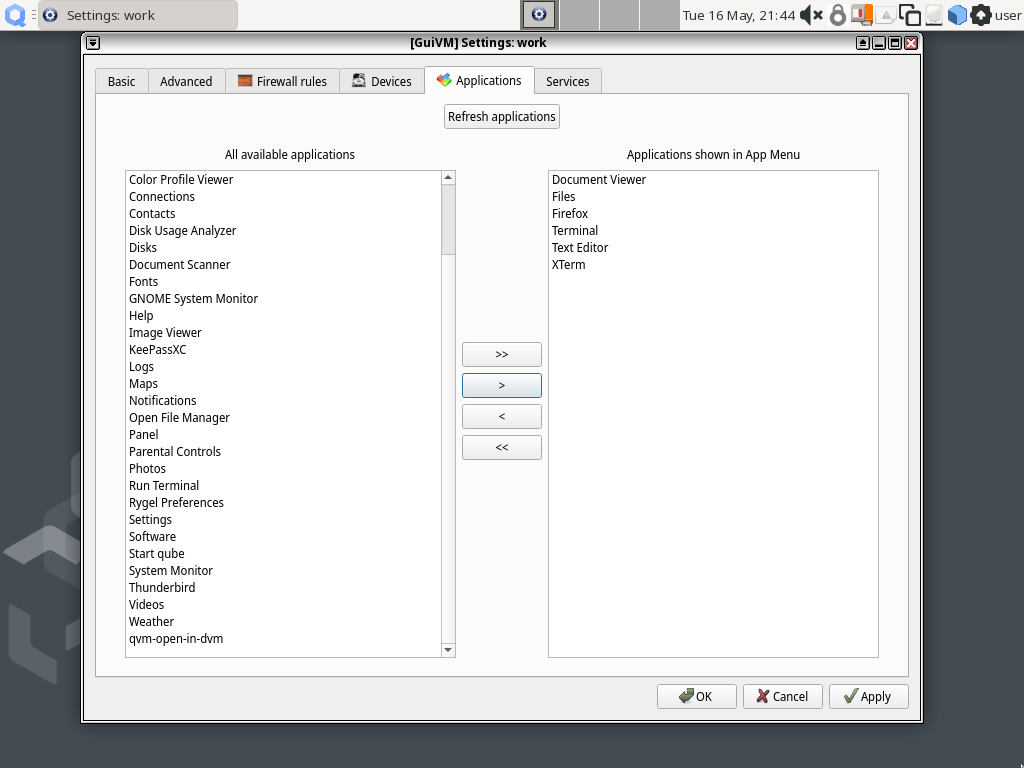 Settings: work
Tue 16 May, 21:44
user
[GuiVM] Settings: work
Basic
Advanced
Firewall rules
Devices
Applications
Services
Refresh applications
All available applications
Color Profile Viewer
Connections
Contacts
Disk Usage Analyzer
Disks
Document Scanner
Fonts
GNOME System Monitor
Help
Image Viewer
KeePassXC
Logs
Maps
Notifications
Open File Manager
Panel
Parental Controls
Photos
Run Terminal
Rygel Preferences
Settings
Software
Start qube
System Monitor
Thunderbird
Videos
Weather
qvm-open-in-dvm
>>
>
<
<<
Applications shown in App Menu
Document Viewer
Files
Firefox
Terminal
Text Editor
XTerm
OK
Cancel
Apply